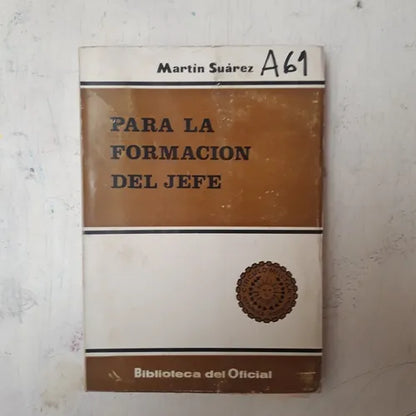 Martín Suárez A61
PARA LA
FORMACION
DEL JEFE
Biblioteca del Oficial